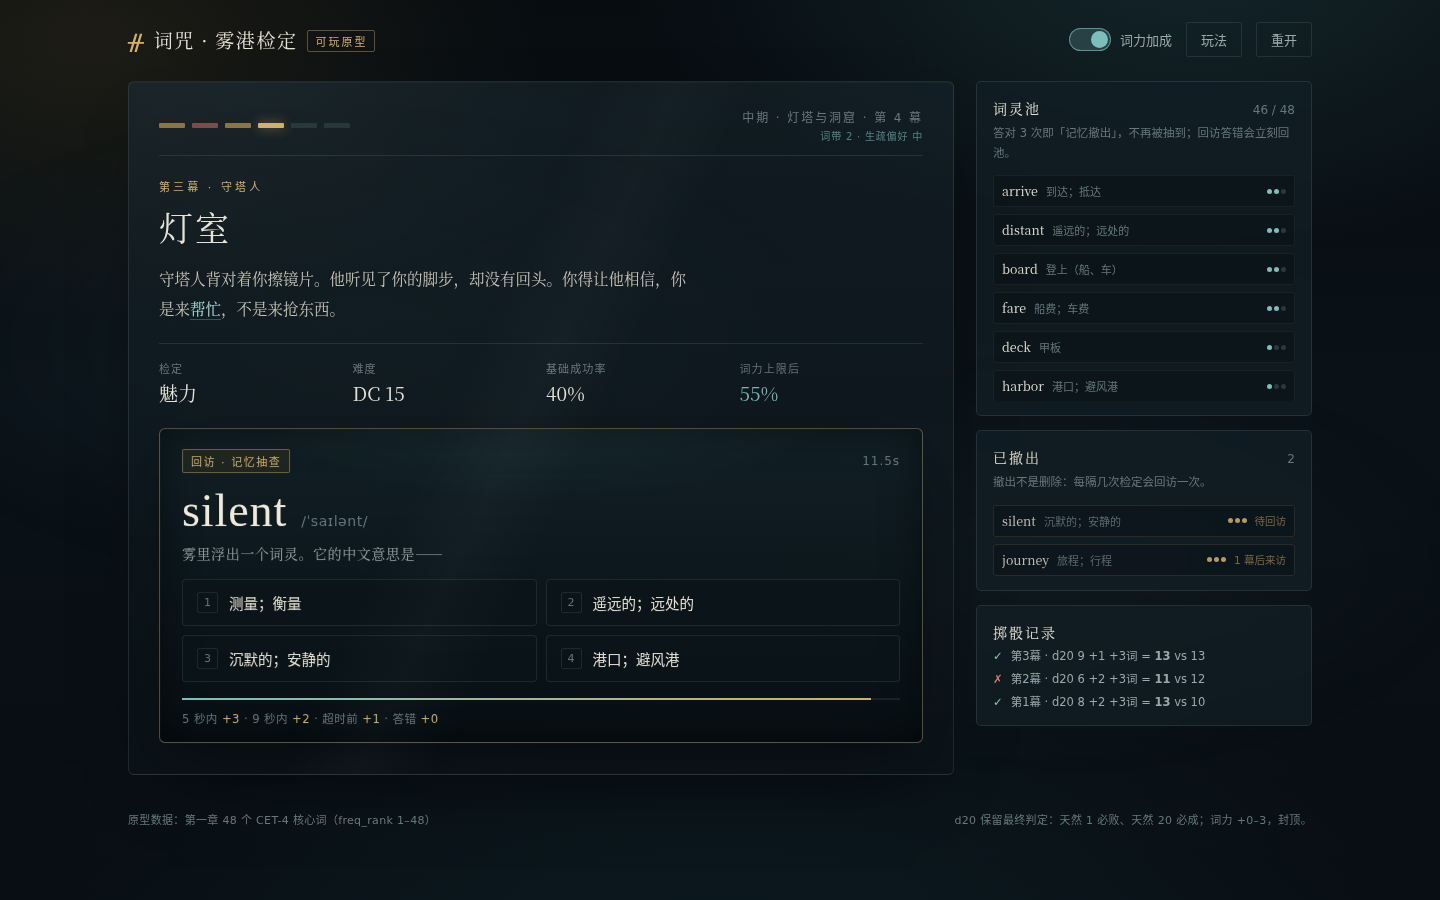 # 词咒 · 雾港检定 可玩原型
词力加成 玩法 重开
中期 · 灯塔与洞窟 · 第 4 幕
词带 2 · 生疏偏好 中
第三幕 · 守塔人
灯室
守塔人背对着你擦镜片。他听见了你的脚步，却没有回头。你得让他相信，你
是来帮忙，不是来抢东西。
检定 难度 基础成功率 词力上限后
魅力 DC 15 40% 55%
回访 · 记忆抽查 11.5s
silent /ˈsaɪlənt/
雾里浮出一个词灵。它的中文意思是——
1 测量；衡量
2 遥远的；远处的
3 沉默的；安静的
4 港口；避风港
5 秒内 +3 · 9 秒内 +2 · 超时前 +1 · 答错 +0
词灵池 46 / 48
答对 3 次即「记忆撤出」，不再被抽到；回访答错会立刻回
池。
arrive 到达；抵达
distant 遥远的；远处的
board 登上（船、车）
fare 船费；车费
deck 甲板
harbor 港口；避风港
已撤出 2
撤出不是删除：每隔几次检定会回访一次。
silent 沉默的；安静的 待回访
journey 旅程；行程 1 幕后来访
掷骰记录
✓ 第3幕 · d20 9 +1 +3词 = 13 vs 13
✗ 第2幕 · d20 6 +2 +3词 = 11 vs 12
✓ 第1幕 · d20 8 +2 +3词 = 13 vs 10
原型数据：第一章 48 个 CET-4 核心词（freq_rank 1–48）
d20 保留最终判定：天然 1 必败、天然 20 必成；词力 +0–3，封顶。